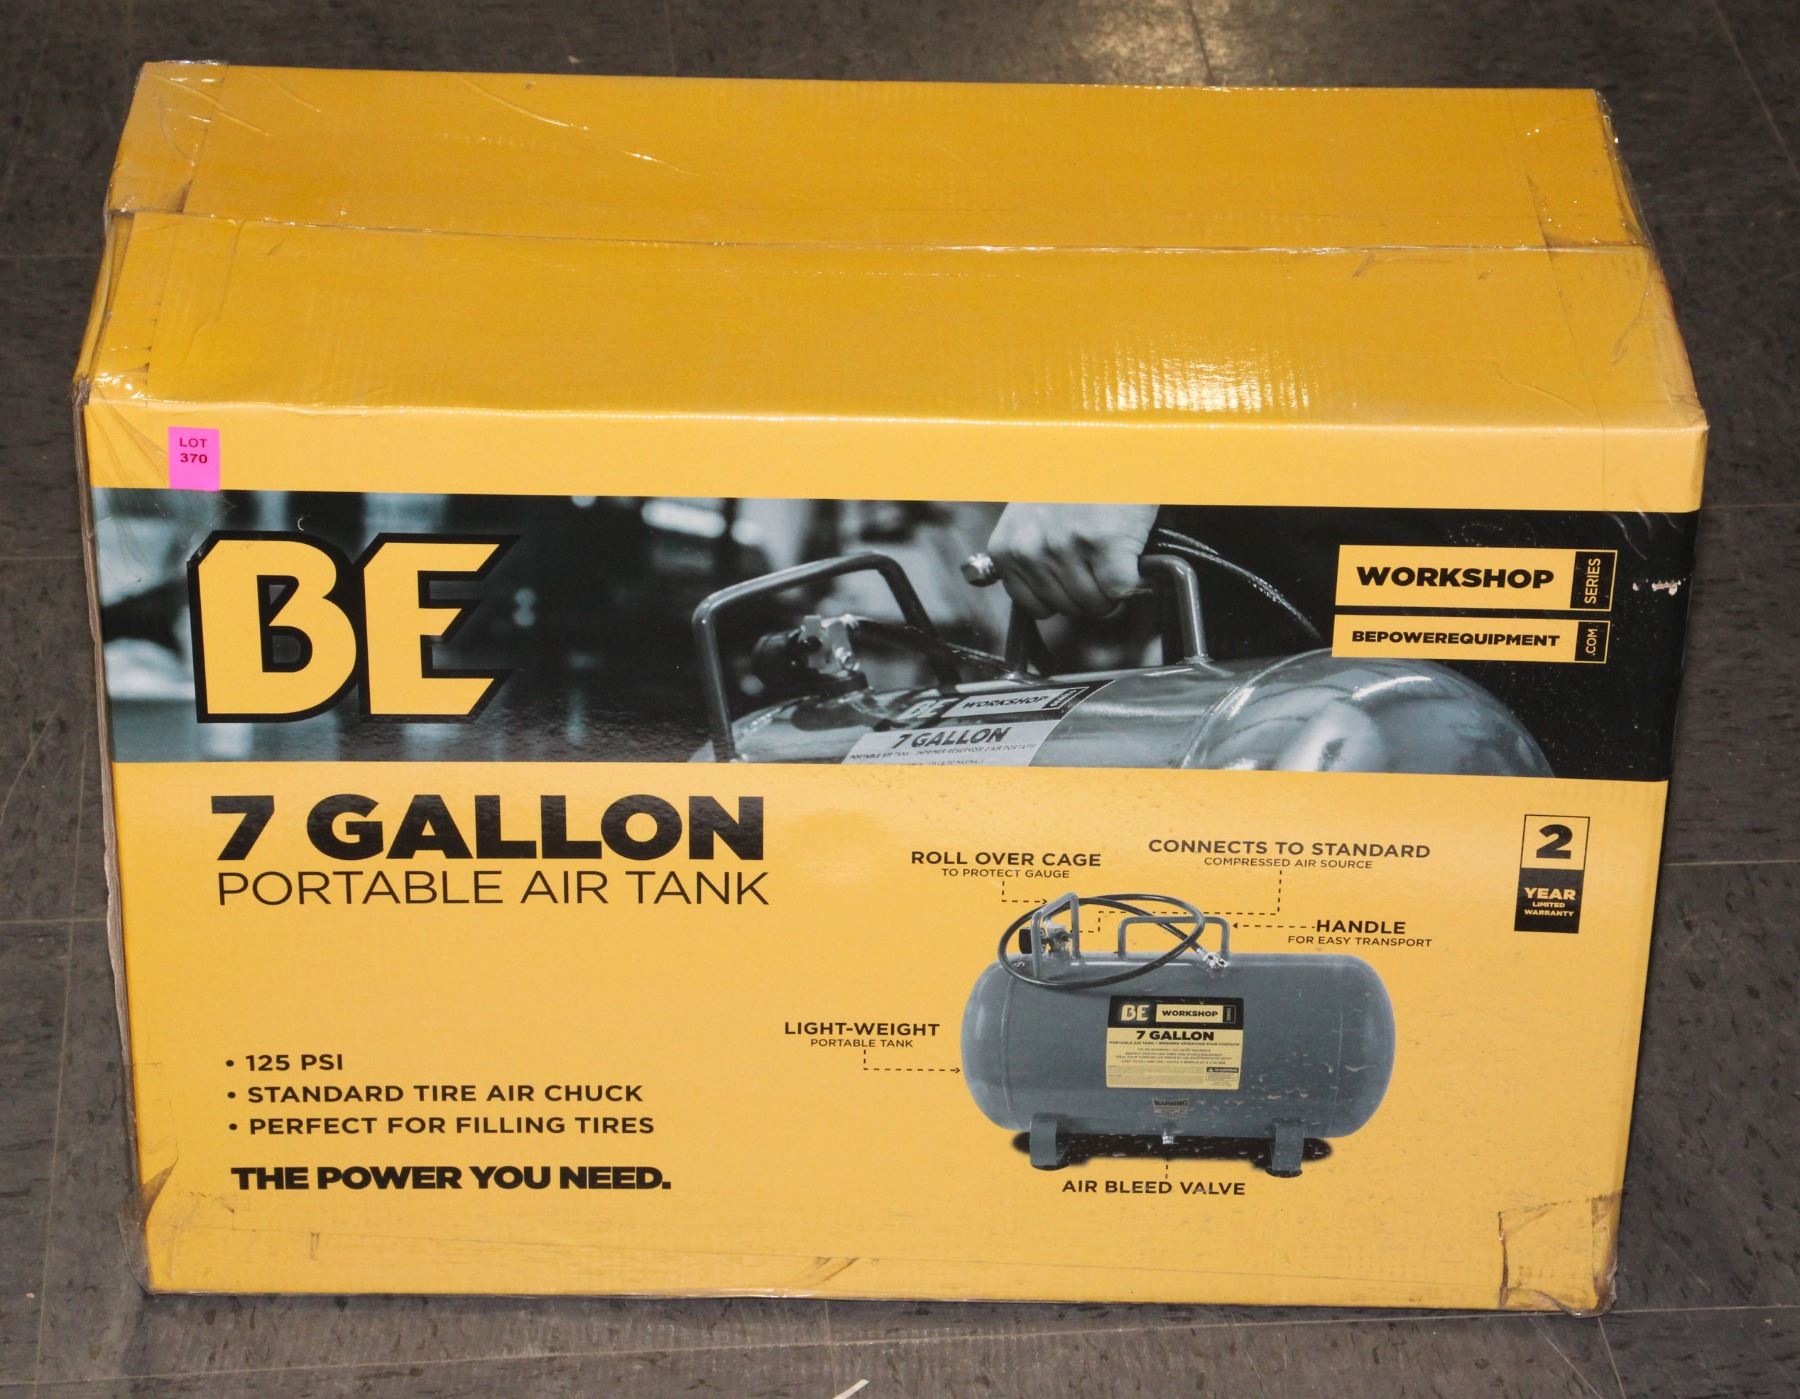 LOT
370
BE
WORKSHOP SERIES
BEPOWEREQUIPMENT .COM
BE WORKSHOP
7 GALLON
7 GALLON
PORTABLE AIR TANK
2
YEAR
LIMITED
WARRANTY
ROLL OVER CAGE
TO PROTECT GAUGE
CONNECTS TO STANDARD
COMPRESSED AIR SOURCE
HANDLE
FOR EASY TRANSPORT
LIGHT-WEIGHT
PORTABLE TANK
BE WORKSHOP
7 GALLON
WARNING
AIR BLEED VALVE
• 125 PSI
• STANDARD TIRE AIR CHUCK
• PERFECT FOR FILLING TIRES
THE POWER YOU NEED.